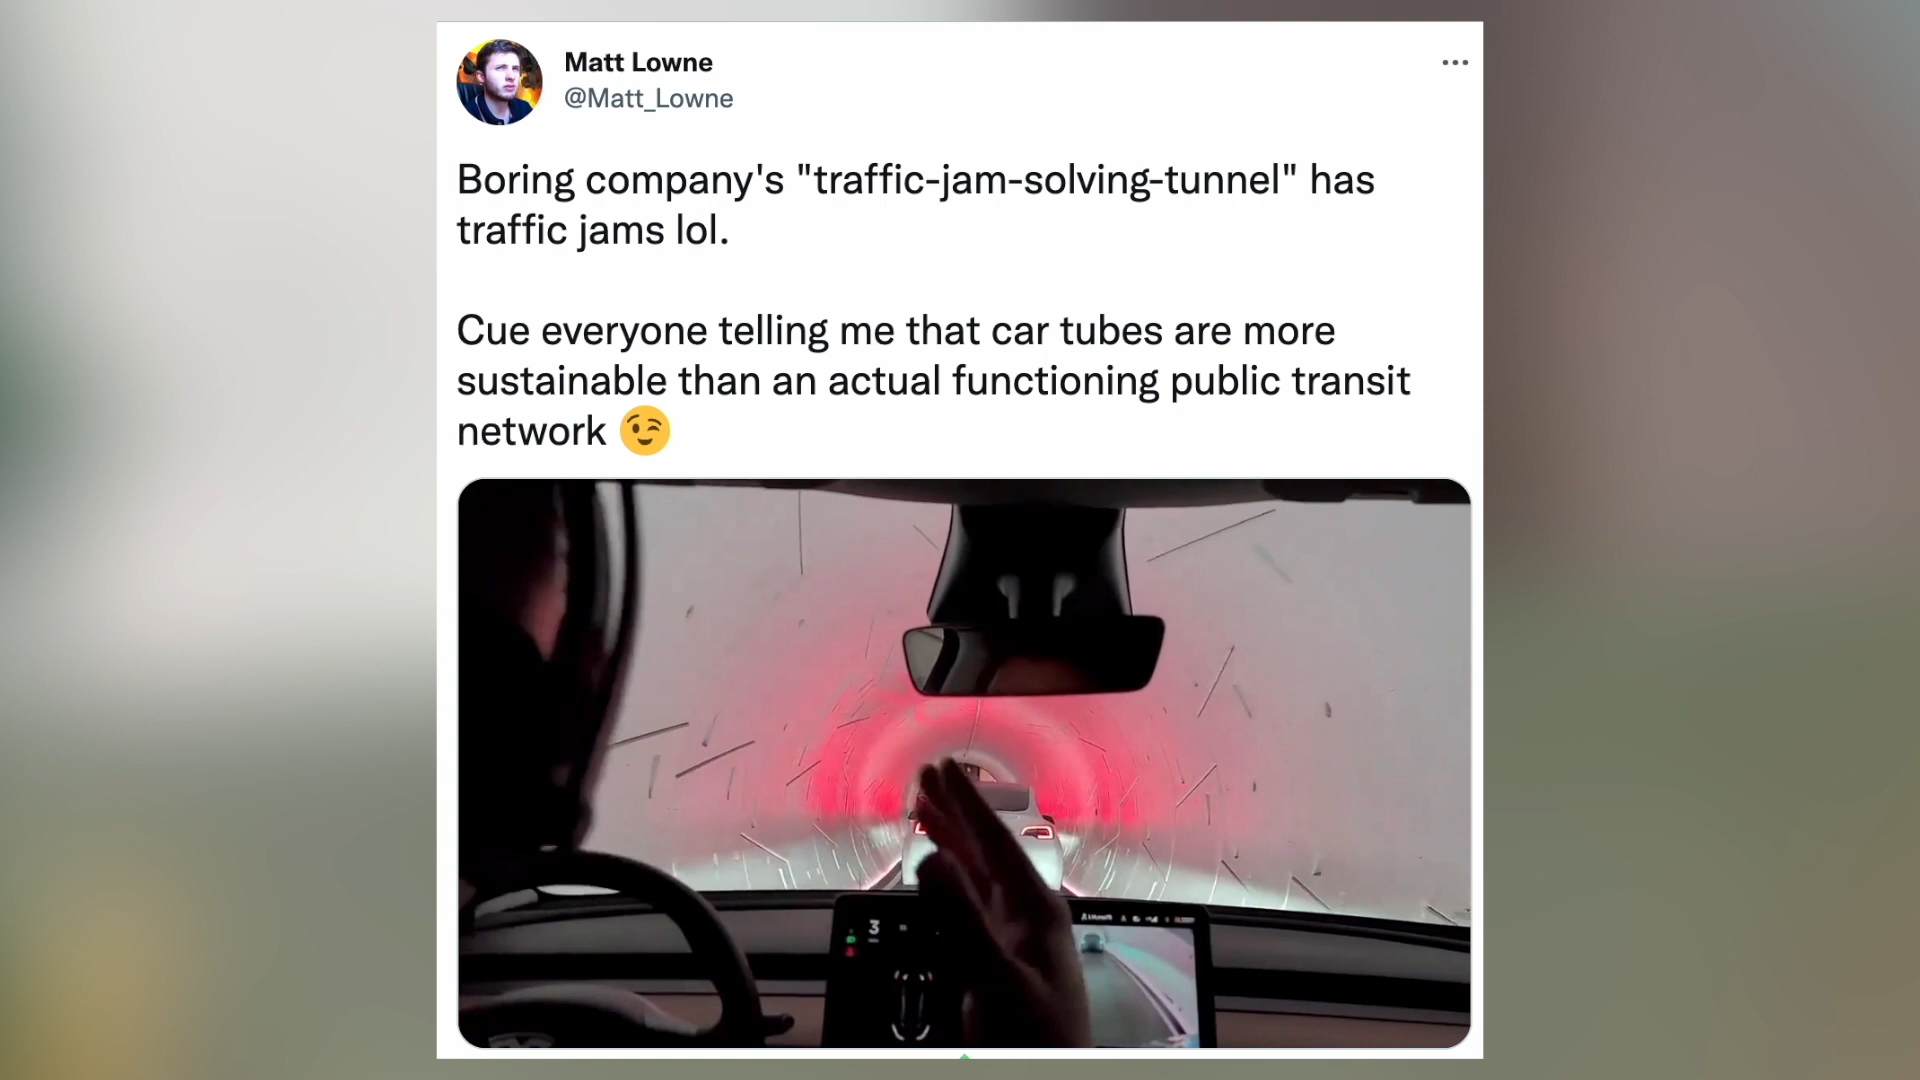 Matt Lowne
@Matt_Lowne
Boring company's "traffic-jam-solving-tunnel" has
traffic jams lol.
Cue everyone telling me that car tubes are more
sustainable than an actual functioning public transit
network 😉
3